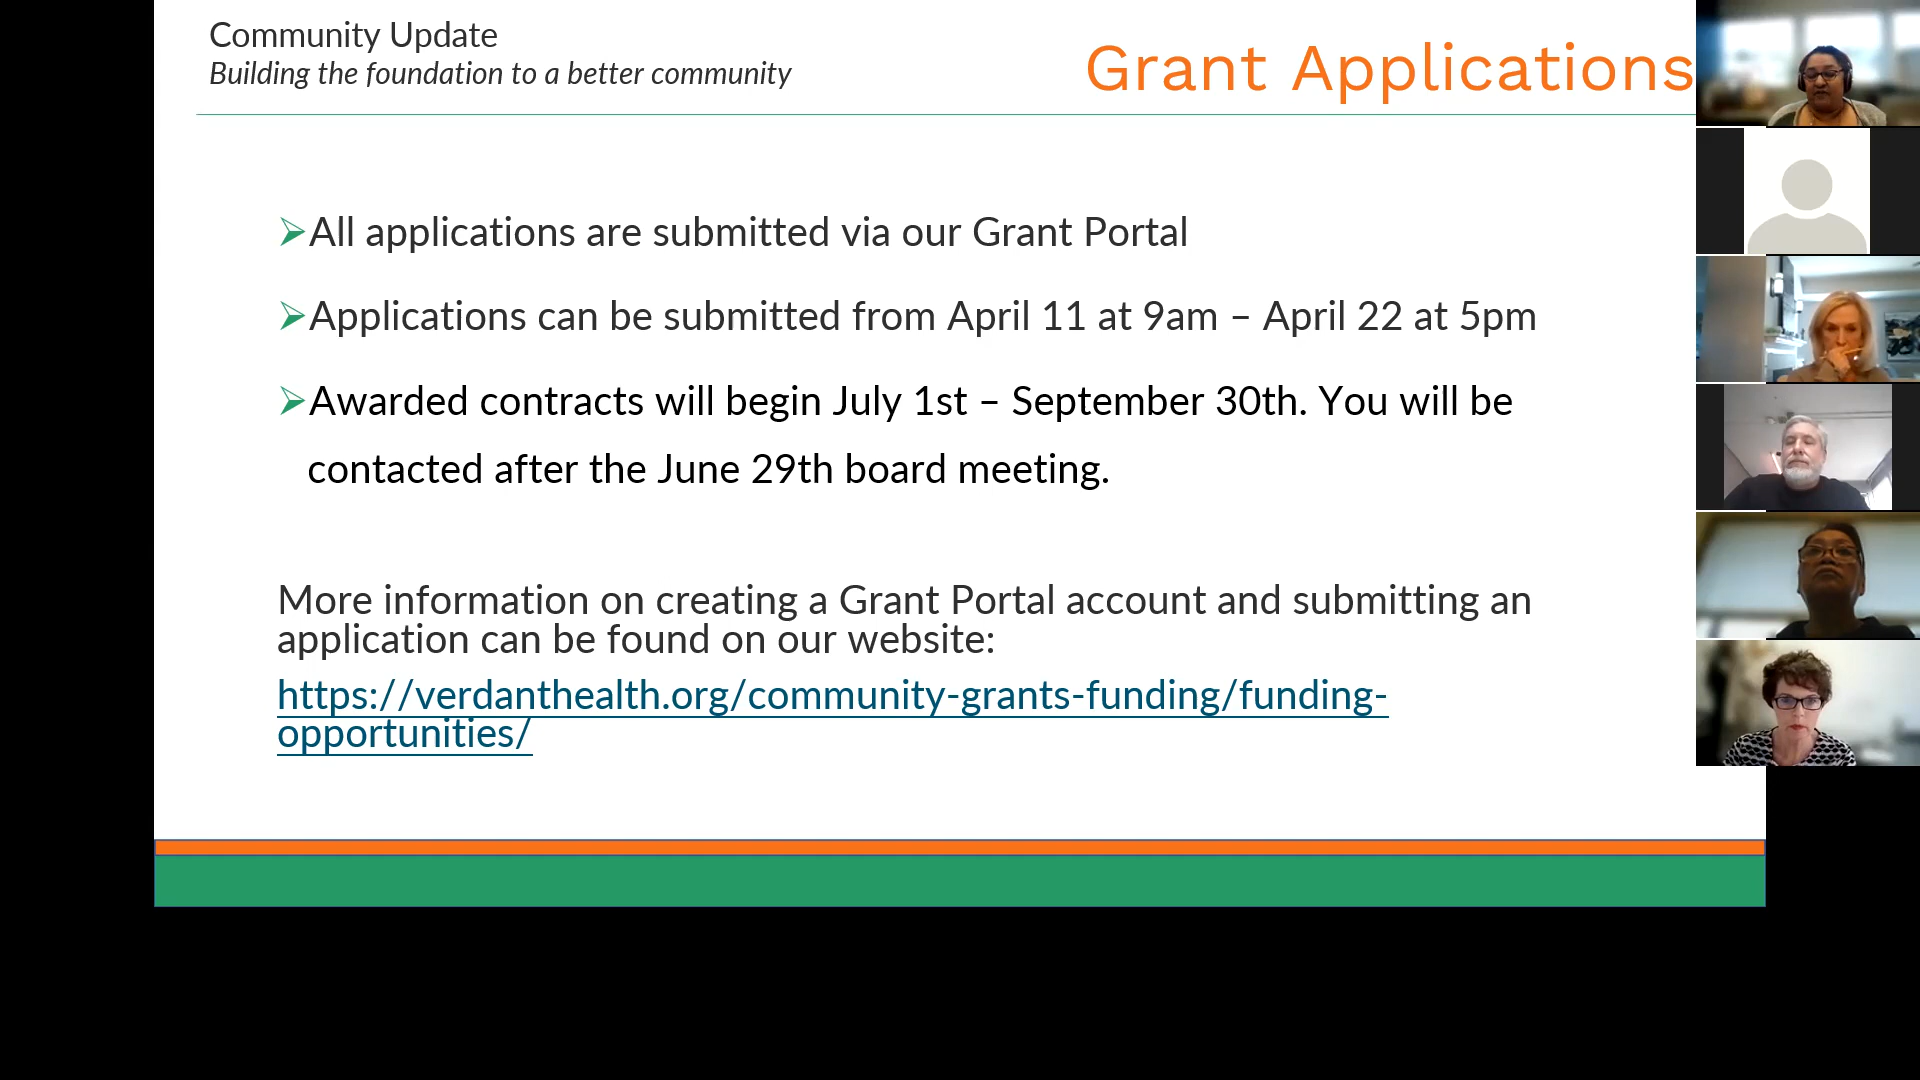 Community Update
Building the foundation to a better community
Grant Applications
All applications are submitted via our Grant Portal
Applications can be submitted from April 11 at 9am – April 22 at 5pm
Awarded contracts will begin July 1st – September 30th. You will be
contacted after the June 29th board meeting.
More information on creating a Grant Portal account and submitting an
application can be found on our website:
https://verdanthealth.org/community-grants-funding/funding-
opportunities/